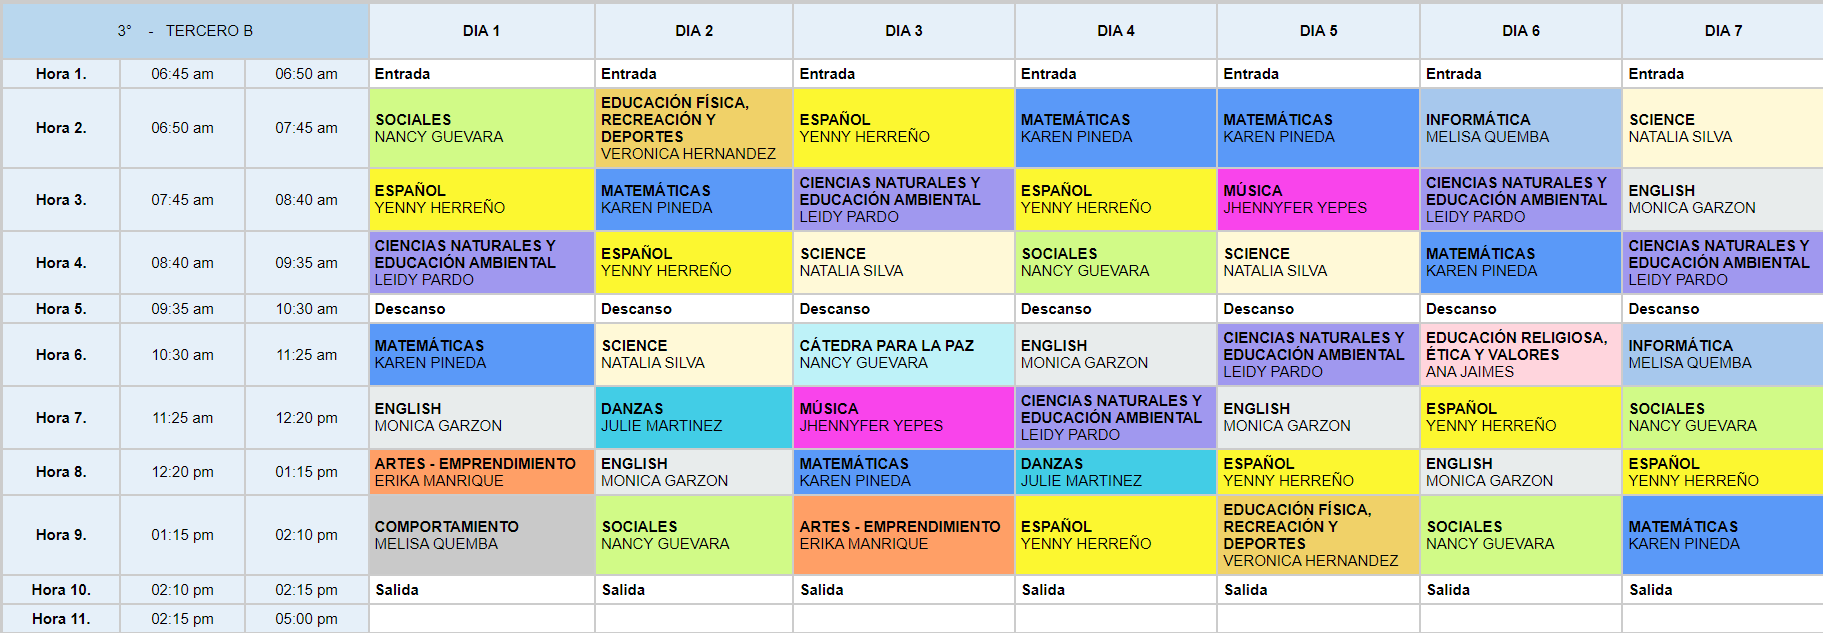 3° - TERCERO B DIA 1 DIA 2 DIA 3 DIA 4 DIA 5 DIA 6 DIA 7
Hora 1. 06:45 am 06:50 am Entrada Entrada Entrada Entrada Entrada Entrada Entrada
Hora 2. 06:50 am 07:45 am
SOCIALES
NANCY GUEVARA
EDUCACIÓN FÍSICA,
RECREACIÓN Y
DEPORTES
VERONICA HERNANDEZ
ESPAÑOL
YENNY HERREÑO
MATEMÁTICAS
KAREN PINEDA
MATEMÁTICAS
KAREN PINEDA
INFORMÁTICA
MELISA QUEMBA
SCIENCE
NATALIA SILVA
Hora 3. 07:45 am 08:40 am
ESPAÑOL
YENNY HERREÑO
MATEMÁTICAS
KAREN PINEDA
CIENCIAS NATURALES Y
EDUCACIÓN AMBIENTAL
LEIDY PARDO
ESPAÑOL
YENNY HERREÑO
MÚSICA
JHENNYFER YEPES
CIENCIAS NATURALES Y
EDUCACIÓN AMBIENTAL
LEIDY PARDO
ENGLISH
MONICA GARZON
Hora 4. 08:40 am 09:35 am
CIENCIAS NATURALES Y
EDUCACIÓN AMBIENTAL
LEIDY PARDO
ESPAÑOL
YENNY HERREÑO
SCIENCE
NATALIA SILVA
SOCIALES
NANCY GUEVARA
SCIENCE
NATALIA SILVA
MATEMÁTICAS
KAREN PINEDA
CIENCIAS NATURALES Y
EDUCACIÓN AMBIENTAL
LEIDY PARDO
Hora 5. 09:35 am 10:30 am Descanso Descanso Descanso Descanso Descanso Descanso Descanso
Hora 6. 10:30 am 11:25 am
MATEMÁTICAS
KAREN PINEDA
SCIENCE
NATALIA SILVA
CÁTEDRA PARA LA PAZ
NANCY GUEVARA
ENGLISH
MONICA GARZON
CIENCIAS NATURALES Y
EDUCACIÓN AMBIENTAL
LEIDY PARDO
EDUCACIÓN RELIGIOSA,
ÉTICA Y VALORES
ANA JAIMES
INFORMÁTICA
MELISA QUEMBA
Hora 7. 11:25 am 12:20 pm
ENGLISH
MONICA GARZON
DANZAS
JULIE MARTINEZ
MÚSICA
JHENNYFER YEPES
CIENCIAS NATURALES Y
EDUCACIÓN AMBIENTAL
LEIDY PARDO
ENGLISH
MONICA GARZON
ESPAÑOL
YENNY HERREÑO
SOCIALES
NANCY GUEVARA
Hora 8. 12:20 pm 01:15 pm
ARTES - EMPRENDIMIENTO
ERIKA MANRIQUE
ENGLISH
MONICA GARZON
MATEMÁTICAS
KAREN PINEDA
DANZAS
JULIE MARTINEZ
ESPAÑOL
YENNY HERREÑO
ENGLISH
MONICA GARZON
ESPAÑOL
YENNY HERREÑO
Hora 9. 01:15 pm 02:10 pm
COMPORTAMIENTO
MELISA QUEMBA
SOCIALES
NANCY GUEVARA
ARTES - EMPRENDIMIENTO
ERIKA MANRIQUE
ESPAÑOL
YENNY HERREÑO
EDUCACIÓN FÍSICA,
RECREACIÓN Y
DEPORTES
VERONICA HERNANDEZ
SOCIALES
NANCY GUEVARA
MATEMÁTICAS
KAREN PINEDA
Hora 10. 02:10 pm 02:15 pm Salida Salida Salida Salida Salida Salida Salida
Hora 11. 02:15 pm 05:00 pm